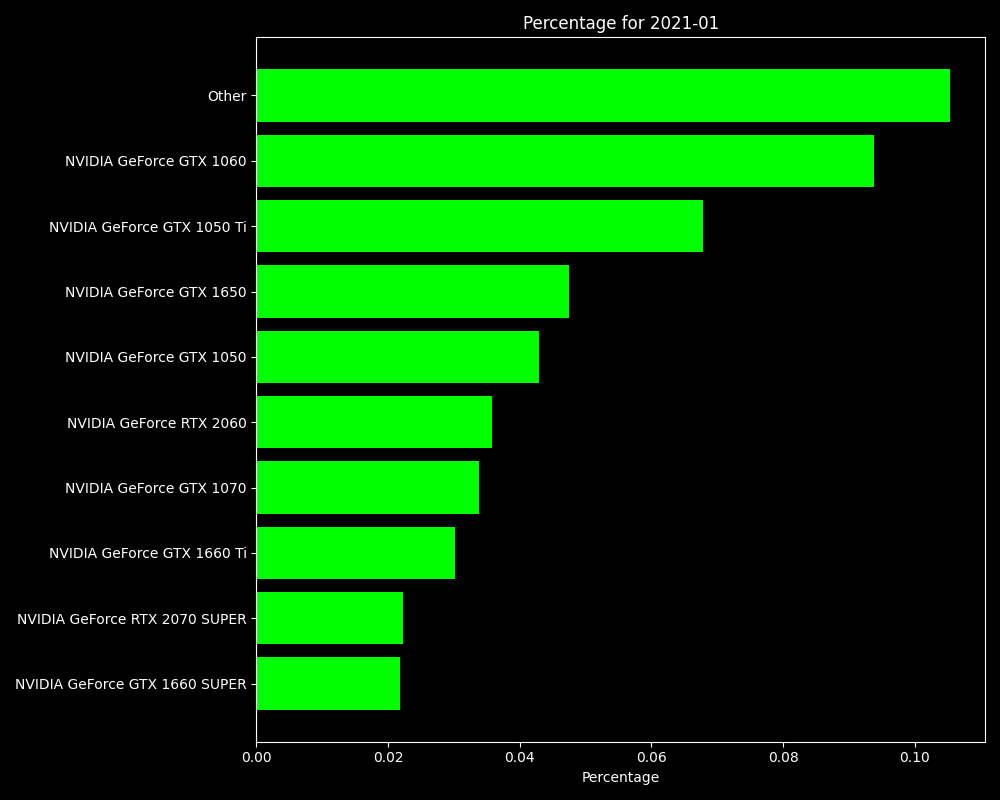 Percentage for 2021-01
Other
NVIDIA GeForce GTX 1060
NVIDIA GeForce GTX 1050 Ti
NVIDIA GeForce GTX 1650
NVIDIA GeForce GTX 1050
NVIDIA GeForce RTX 2060
NVIDIA GeForce GTX 1070
NVIDIA GeForce GTX 1660 Ti
NVIDIA GeForce RTX 2070 SUPER
NVIDIA GeForce GTX 1660 SUPER
0.00 0.02 0.04 0.06 0.08 0.10
Percentage